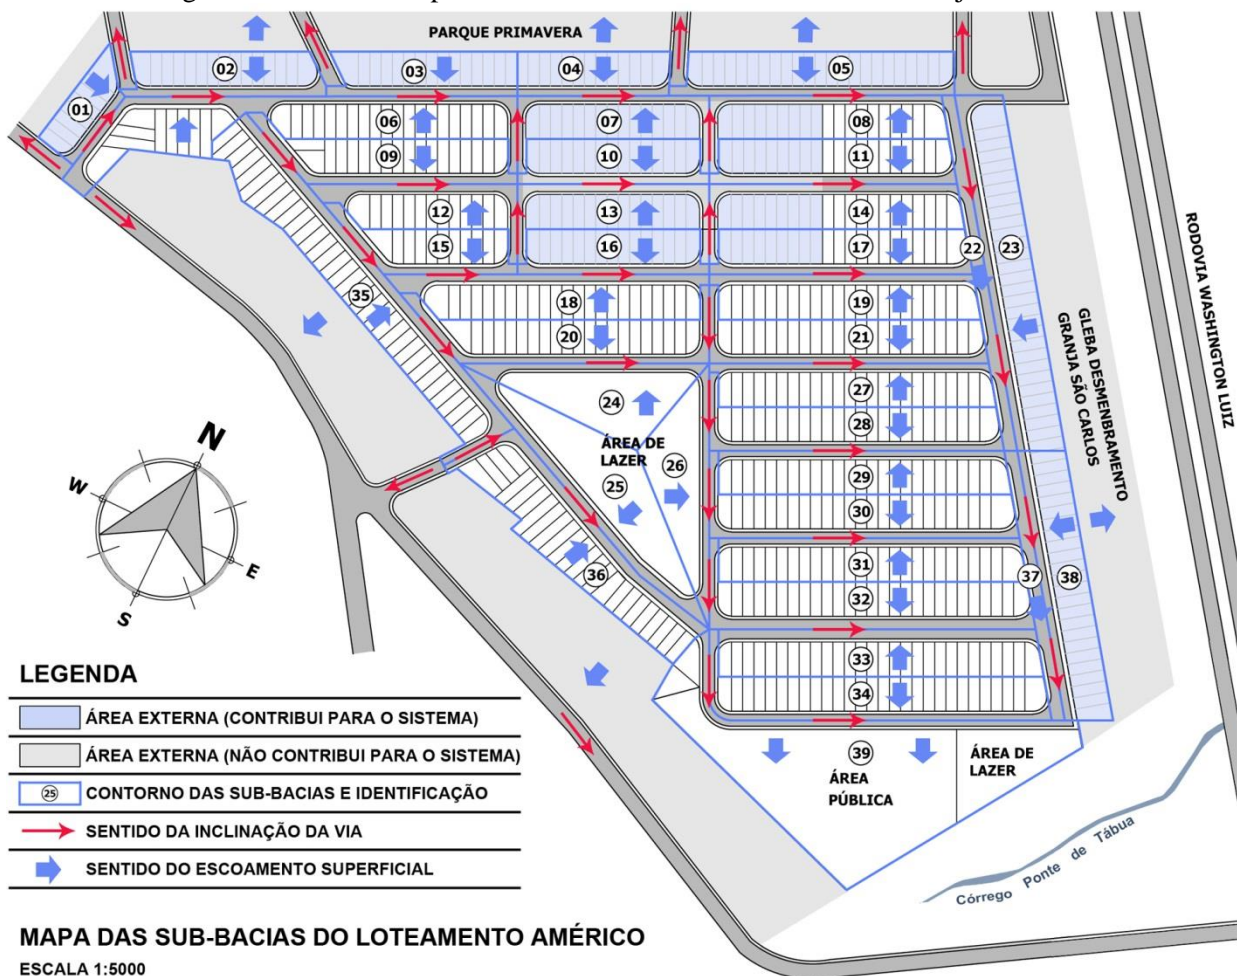 PARQUE PRIMAVERA
01
02
03
04
05
06
07
08
09
10
11
12
13
14
15
16
17
22
23
RODOVIA WASHINGTON LUIZ
GLEBA DESMENBRAMENTO
GRANJA SÃO CARLOS
35
18
19
20
21
24
27
28
ÁREA DE
LAZER
26
25
29
30
36
31
32
37
38
33
34
39
ÁREA
PÚBLICA
ÁREA DE
LAZER
Córrego Ponte de Tábua
N
W
E
S
LEGENDA
ÁREA EXTERNA (CONTRIBUI PARA O SISTEMA)
ÁREA EXTERNA (NÃO CONTRIBUI PARA O SISTEMA)
25 CONTORNO DAS SUB-BACIAS E IDENTIFICAÇÃO
SENTIDO DA INCLINAÇÃO DA VIA
SENTIDO DO ESCOAMENTO SUPERFICIAL
MAPA DAS SUB-BACIAS DO LOTEAMENTO AMÉRICO
ESCALA 1:5000